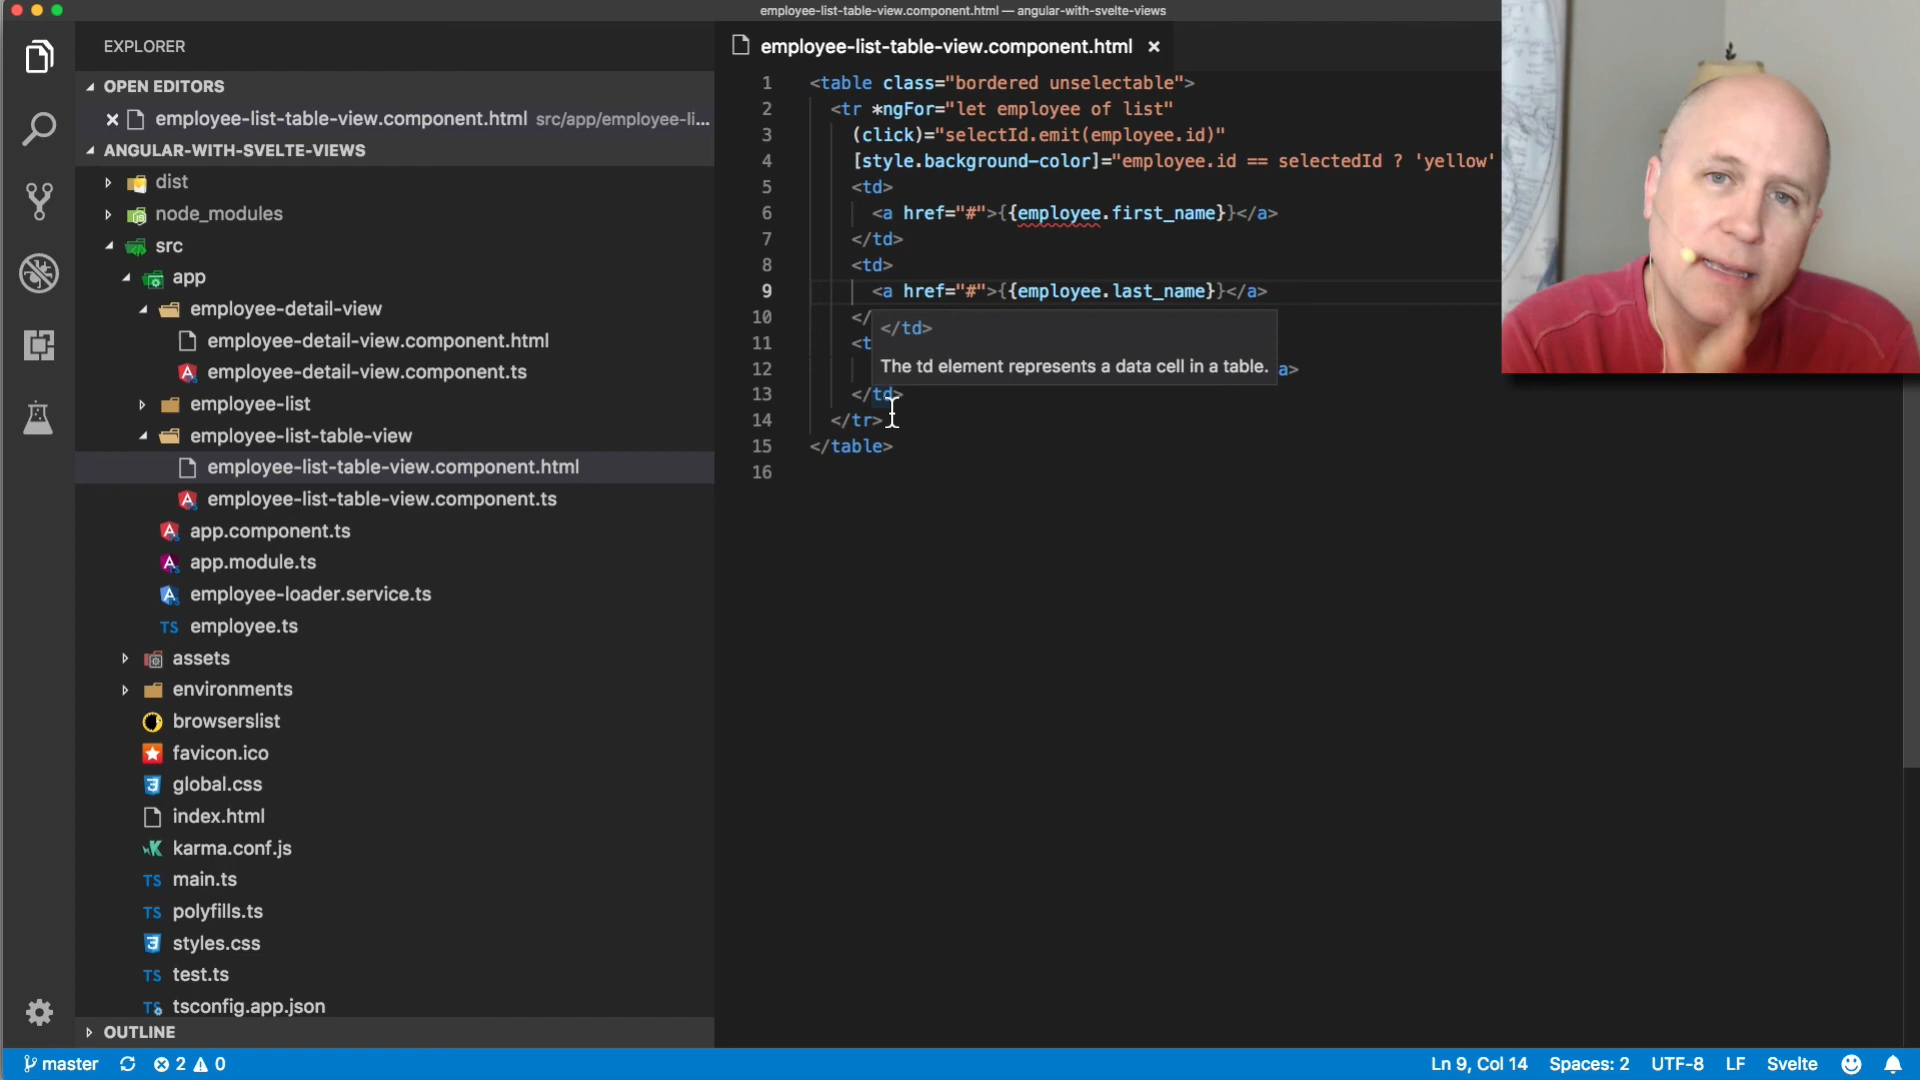 employee-list-table-view.component.html — angular-with-svelte-views
EXPLORER
OPEN EDITORS
employee-list-table-view.component.html src/app/employee-li...
ANGULAR-WITH-SVELTE-VIEWS
dist
node_modules
src
app
employee-detail-view
employee-detail-view.component.html
employee-detail-view.component.ts
employee-list
employee-list-table-view
employee-list-table-view.component.html
employee-list-table-view.component.ts
app.component.ts
app.module.ts
employee-loader.service.ts
TS employee.ts
assets
environments
browserslist
favicon.ico
global.css
index.html
karma.conf.js
TS main.ts
TS polyfills.ts
styles.css
TS test.ts
TS tsconfig.app.json
OUTLINE
employee-list-table-view.component.html
1 <table class="bordered unselectable">
2 <tr *ngFor="let employee of list"
3 (click)="selectId.emit(employee.id)"
4 [style.background-color]="employee.id == selectedId ? 'yellow'
5 <td>
6 <a href="#">{{employee.first_name}}</a>
7 </td>
8 <td>
9 <a href="#">{{employee.last_name}}</a>
10 </
11 <t
12 a>
13 </td>
14 </tr>
15 </table>
16
</td>
The td element represents a data cell in a table.
master 2 0 Ln 9, Col 14 Spaces: 2 UTF-8 LF Svelte